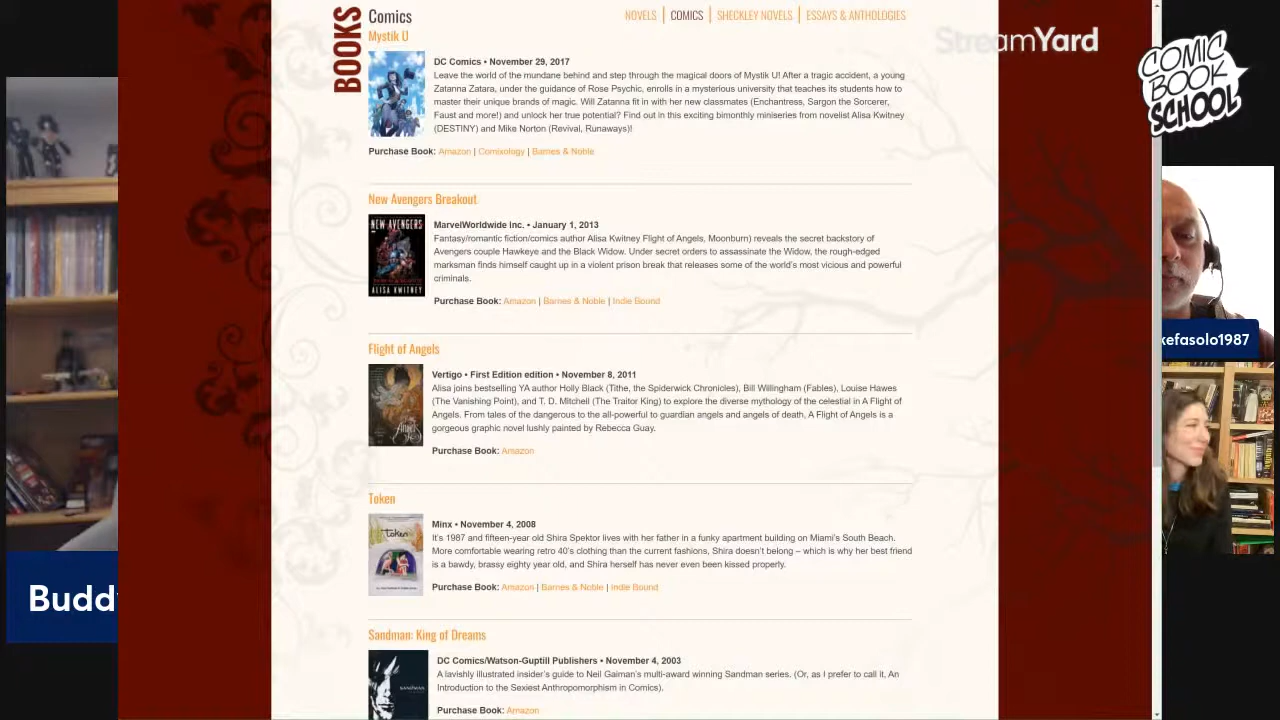 BOOKS
Comics
NOVELS | COMICS | SHECKLEY NOVELS | ESSAYS & ANTHOLOGIES
StreamYard
COMIC
BOOK
SCHOOL
Mystik U
DC Comics • November 29, 2017
Leave the world of the mundane behind and step through the magical doors of Mystik U! After a tragic accident, a young
Zatanna Zatara, under the guidance of Rose Psychic, enrolls in a mysterious university that teaches its students how to
master their unique brands of magic. Will Zatanna fit in with her new classmates (Enchantress, Sargon the Sorcerer,
Faust and more!) and unlock her true potential? Find out in this exciting bimonthly miniseries from novelist Alisa Kwitney
(DESTINY) and Mike Norton (Revival, Runaways)!
Purchase Book: Amazon | Comixology | Barnes & Noble
New Avengers Breakout
NEW AVENGERS
ALISA KWITNEY
MarvelWorldwide Inc. • January 1, 2013
Fantasy/romantic fiction/comics author Alisa Kwitney Flight of Angels, Moonburn) reveals the secret backstory of
Avengers couple Hawkeye and the Black Widow. Under secret orders to assassinate the Widow, the rough-edged
marksman finds himself caught up in a violent prison break that releases some of the world's most vicious and powerful
criminals.
Purchase Book: Amazon | Barnes & Noble | Indie Bound
kefasolo1987
Flight of Angels
Angels
Vertigo • First Edition edition • November 8, 2011
Alisa joins bestselling YA author Holly Black (Tithe, the Spiderwick Chronicles), Bill Willingham (Fables), Louise Hawes
(The Vanishing Point), and T. D. Mitchell (The Traitor King) to explore the diverse mythology of the celestial in A Flight of
Angels. From tales of the dangerous to the all-powerful to guardian angels and angels of death, A Flight of Angels is a
gorgeous graphic novel lushly painted by Rebecca Guay.
Purchase Book: Amazon
Token
token
Minx • November 4, 2008
It's 1987 and fifteen-year old Shira Spektor lives with her father in a funky apartment building on Miami's South Beach.
More comfortable wearing retro 40's clothing than the current fashions, Shira doesn't belong – which is why her best friend
is a bawdy, brassy eighty year old, and Shira herself has never even been kissed properly.
Purchase Book: Amazon | Barnes & Noble | Indie Bound
Buddy
Sandman: King of Dreams
SANDMAN
DC Comics/Watson-Guptill Publishers • November 4, 2003
A lavishly illustrated insider's guide to Neil Gaiman's multi-award winning Sandman series. (Or, as I prefer to call it, An
Introduction to the Sexiest Anthropomorphism in Comics).
Purchase Book: Amazon